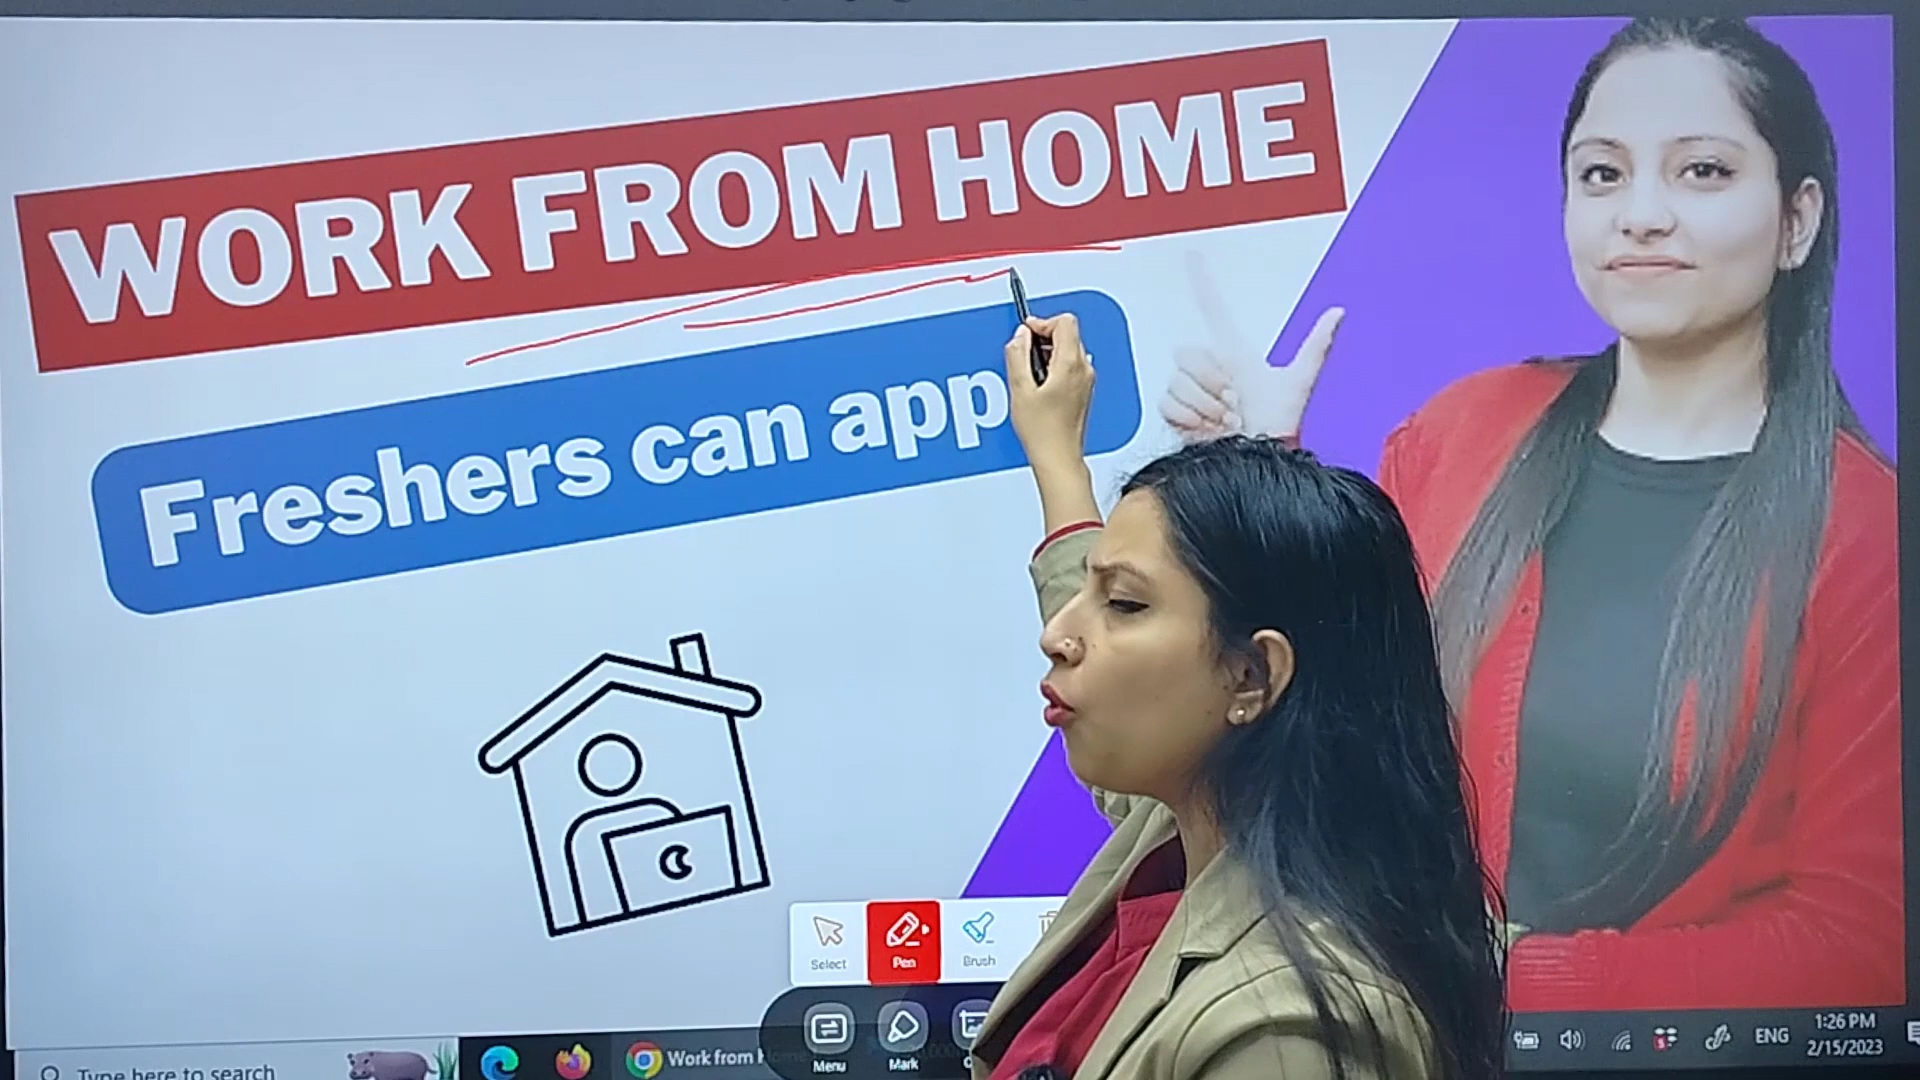 WORK FROM HOME
Freshers can app
Select
Pen
Brush
Menu
Mark
Type here to search
Work from
ENG
1:26 PM
2/15/2023